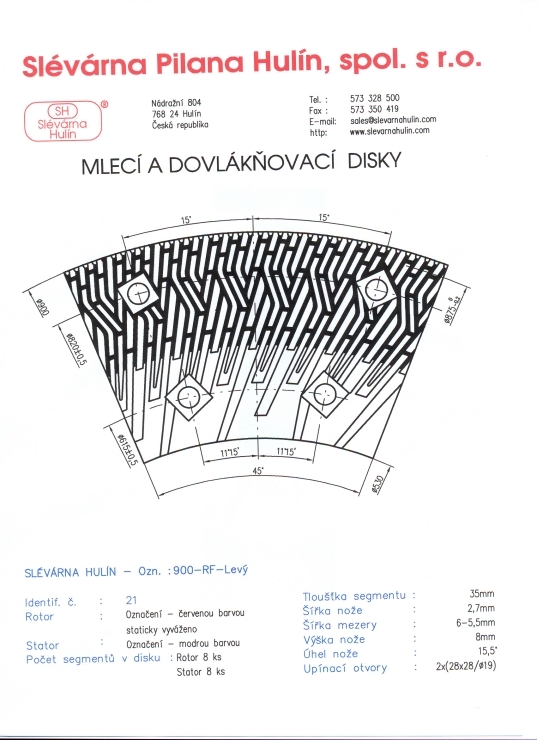 Slévárna Pilana Hulín, spol. s r.o.
SH
Slévárna
Hulín
®
Nádražní 804
768 24 Hulín
Česká republika
Tel. : 573 328 500
Fax : 573 350 419
E-mail: sales@slevarnahulin.com
http: www.slevarnahulin.com
MLECÍ A DOVLÁKŇOVACÍ DISKY
15° 15°
ø900
ø820±0,5
ø615±0,5
ø875 0 -0,3
11°15' 11°15'
45°
ø530
SLÉVÁRNA HULÍN – Ozn. :900-RF-Levý
Identif. č. : 21
Rotor : Označení – červenou barvou
staticky vyváženo
Stator : Označení – modrou barvou
Počet segmentů v disku : Rotor 8 ks
Stator 8 ks
Tloušťka segmentu : 35mm
Šířka nože : 2,7mm
Šířka mezery : 6-5,5mm
Výška nože : 8mm
Úhel nože : 15,5°
Upínací otvory : 2x(28x28/ø19)